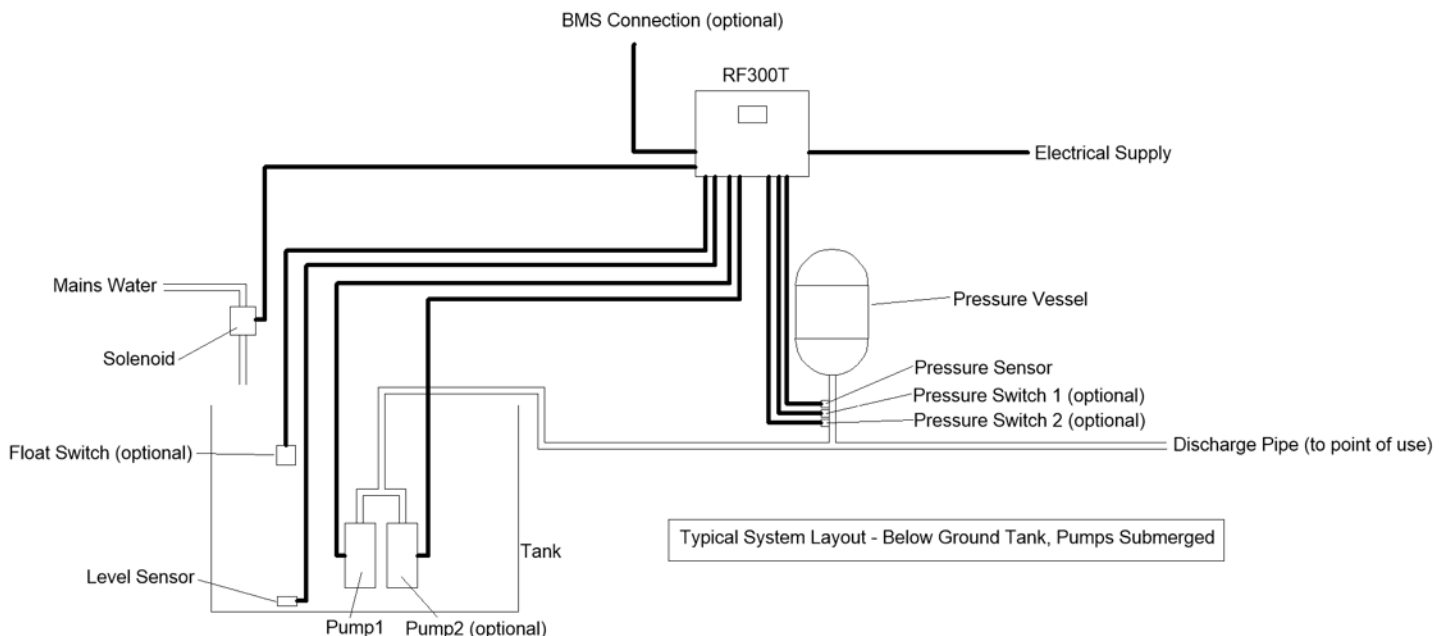 BMS Connection (optional)
RF300T
Electrical Supply
Mains Water
Pressure Vessel
Solenoid
Pressure Sensor
Pressure Switch 1 (optional)
Pressure Switch 2 (optional)
Discharge Pipe (to point of use)
Float Switch (optional)
Typical System Layout - Below Ground Tank, Pumps Submerged
Tank
Level Sensor
Pump1
Pump2 (optional)